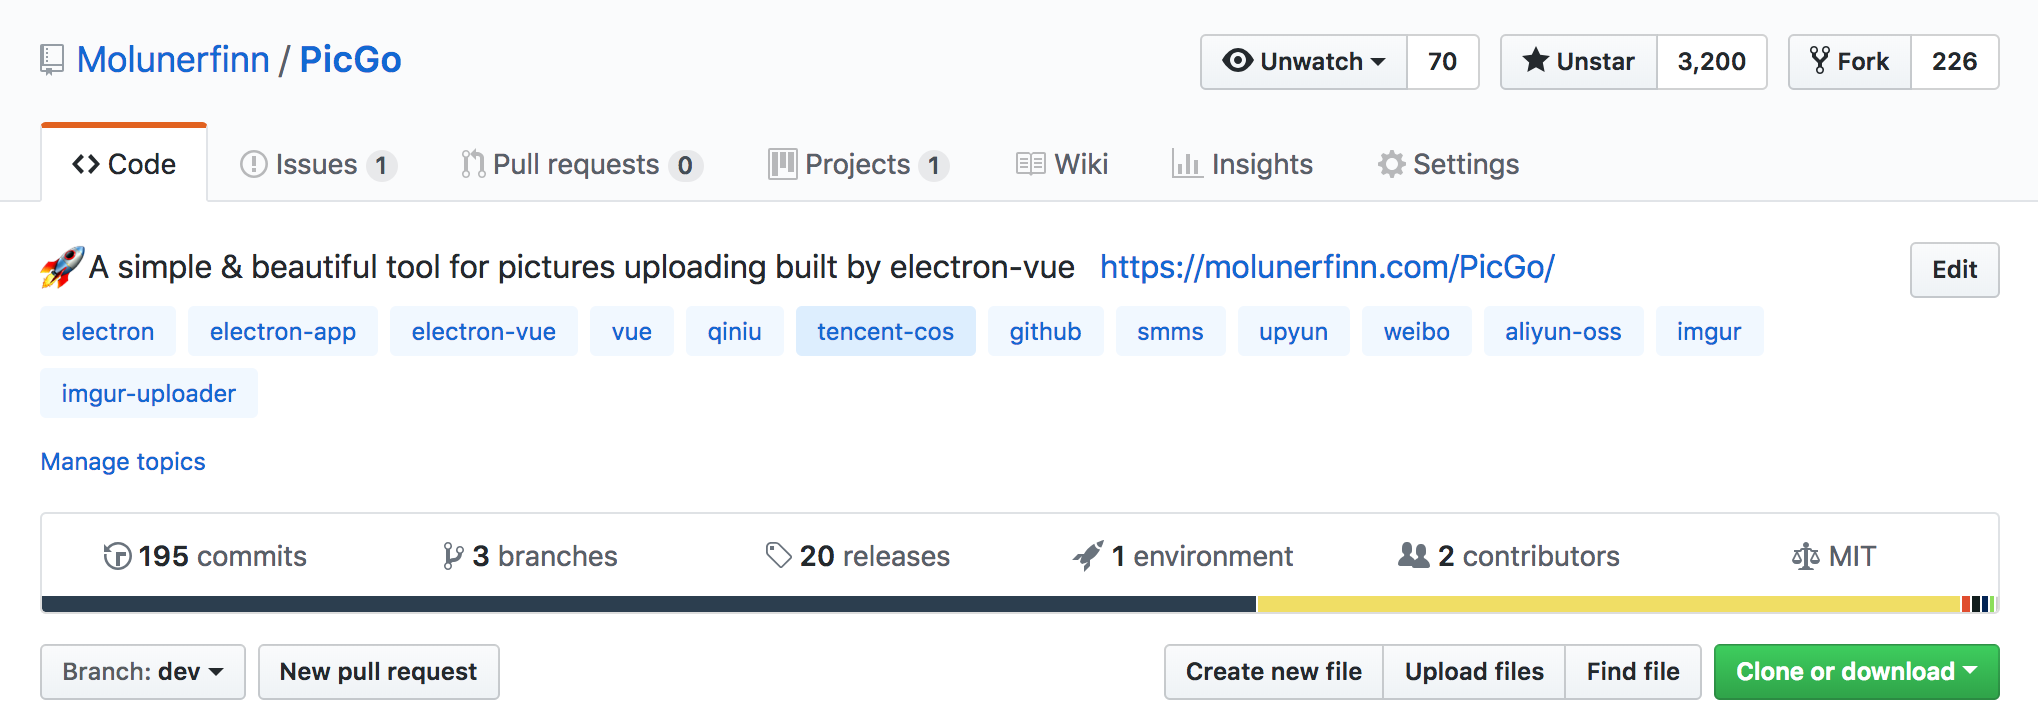 Molunerfinn / PicGo Unwatch 70 Unstar 3,200 Fork 226
Code Issues 1 Pull requests 0 Projects 1 Wiki Insights Settings
A simple & beautiful tool for pictures uploading built by electron-vue https://molunerfinn.com/PicGo/ Edit
electron electron-app electron-vue vue qiniu tencent-cos github smms upyun weibo aliyun-oss imgur
imgur-uploader
Manage topics
195 commits 3 branches 20 releases 1 environment 2 contributors MIT
Branch: dev New pull request Create new file Upload files Find file Clone or download